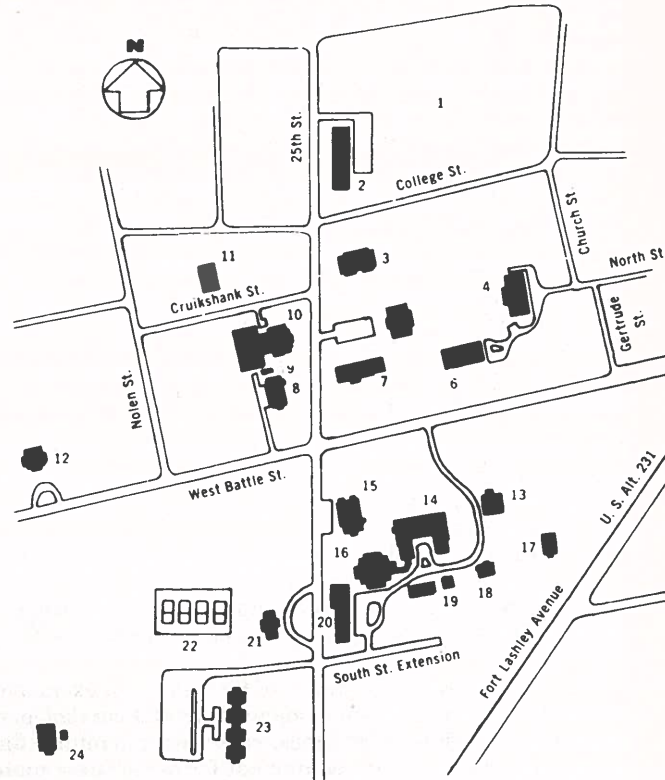 N
1
25th St.
2
College St.
Church St.
11
3
North St
4
Cruikshank St.
10
Gertrude St.
9
7
6
8
Nolen St.
12
West Battle St.
15
14
13
U. S. Alt. 231
16
17
18
19
20
21
22
South St. Extension
Fort Lashley Avenue
23
24